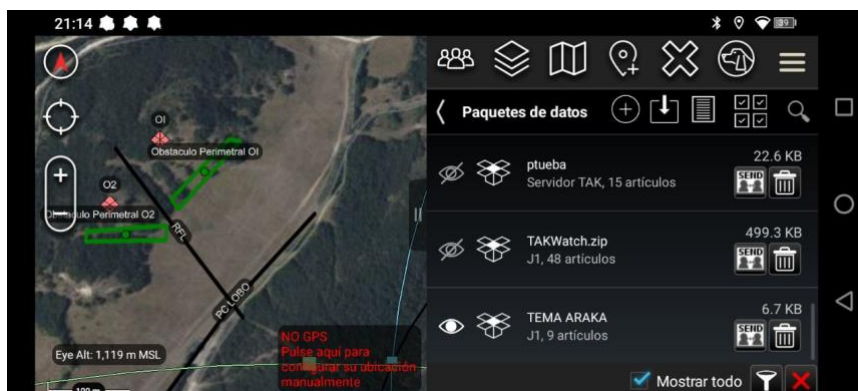 21:14
39
Paquetes de datos
O1
Obstaculo Perimetral OI
O2
Obstaculo Perimetral O2
RFL
PC LOBO
Eye Alt: 1,119 m MSL
100 m
NO GPS
Pulse aquí para
configurar su ubicación
manualmente
ptueba
Servidor TAK, 15 artículos
22.6 KB
SEND
TAKWatch.zip
J1, 48 artículos
499.3 KB
SEND
TEMA ARAKA
J1, 9 artículos
6.7 KB
SEND
Mostrar todo